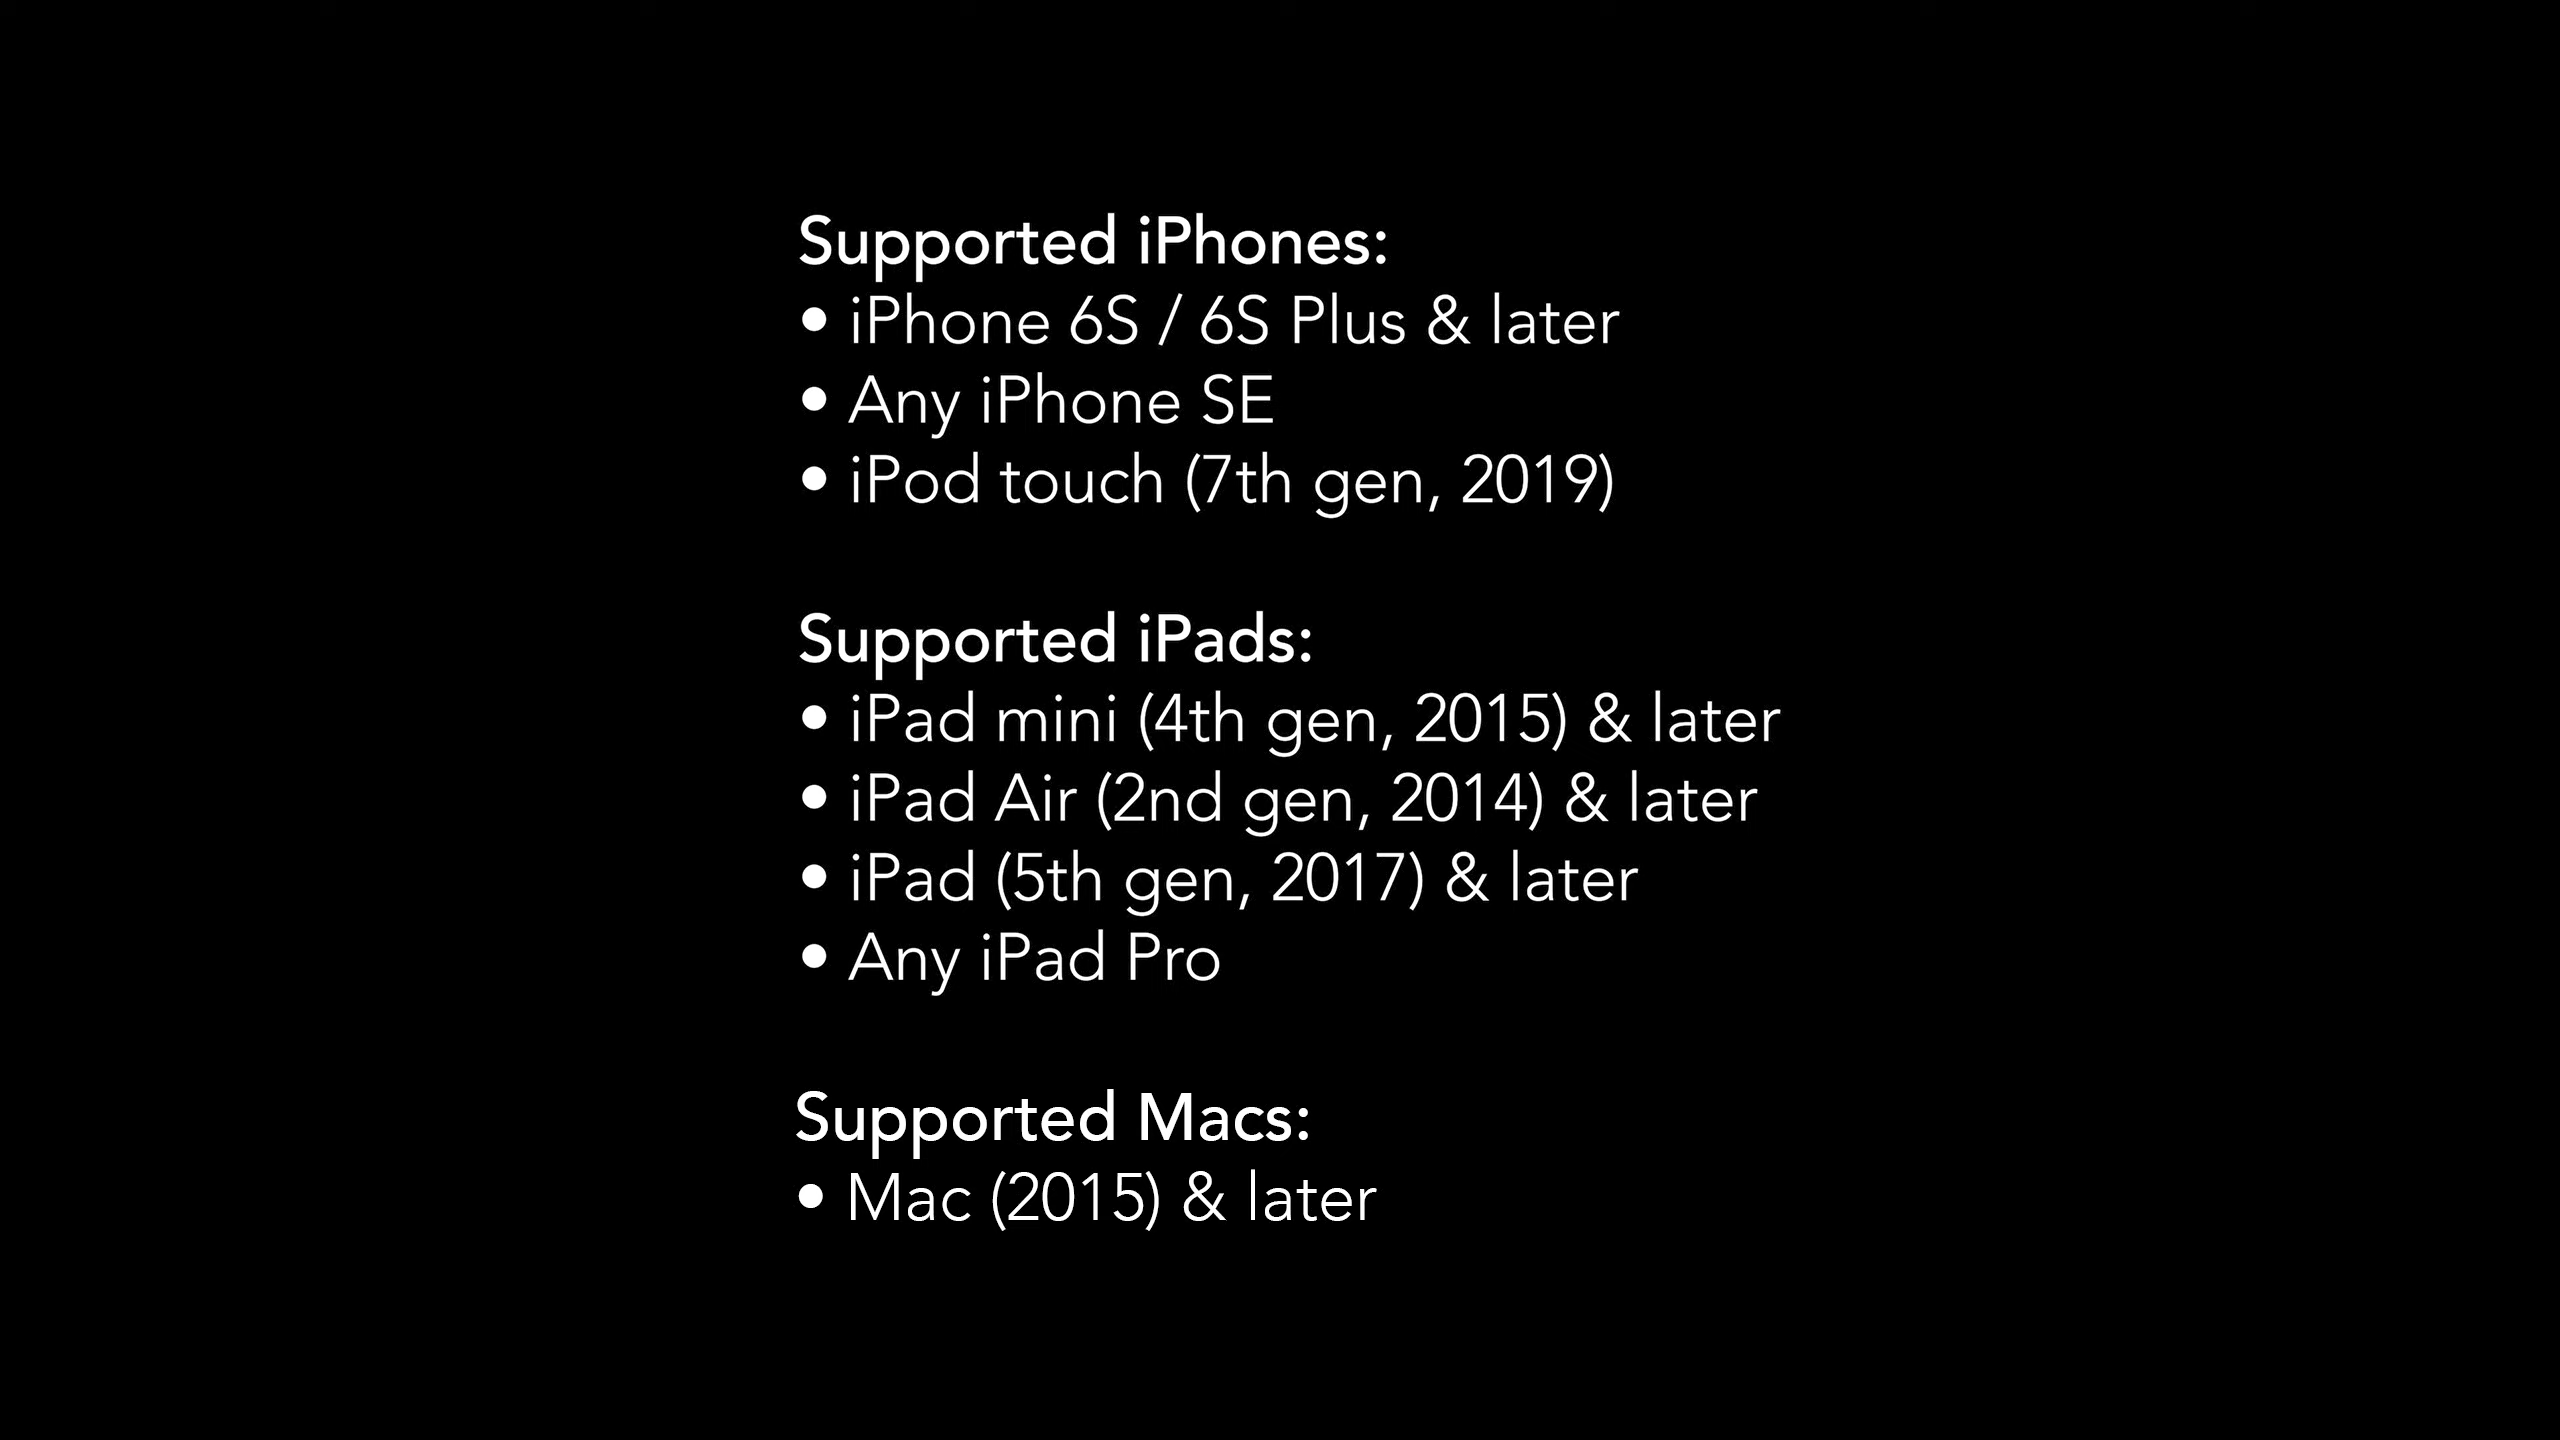 Supported iPhones:
• iPhone 6S / 6S Plus & later
• Any iPhone SE
• iPod touch (7th gen, 2019)
Supported iPads:
• iPad mini (4th gen, 2015) & later
• iPad Air (2nd gen, 2014) & later
• iPad (5th gen, 2017) & later
• Any iPad Pro
Supported Macs:
• Mac (2015) & later